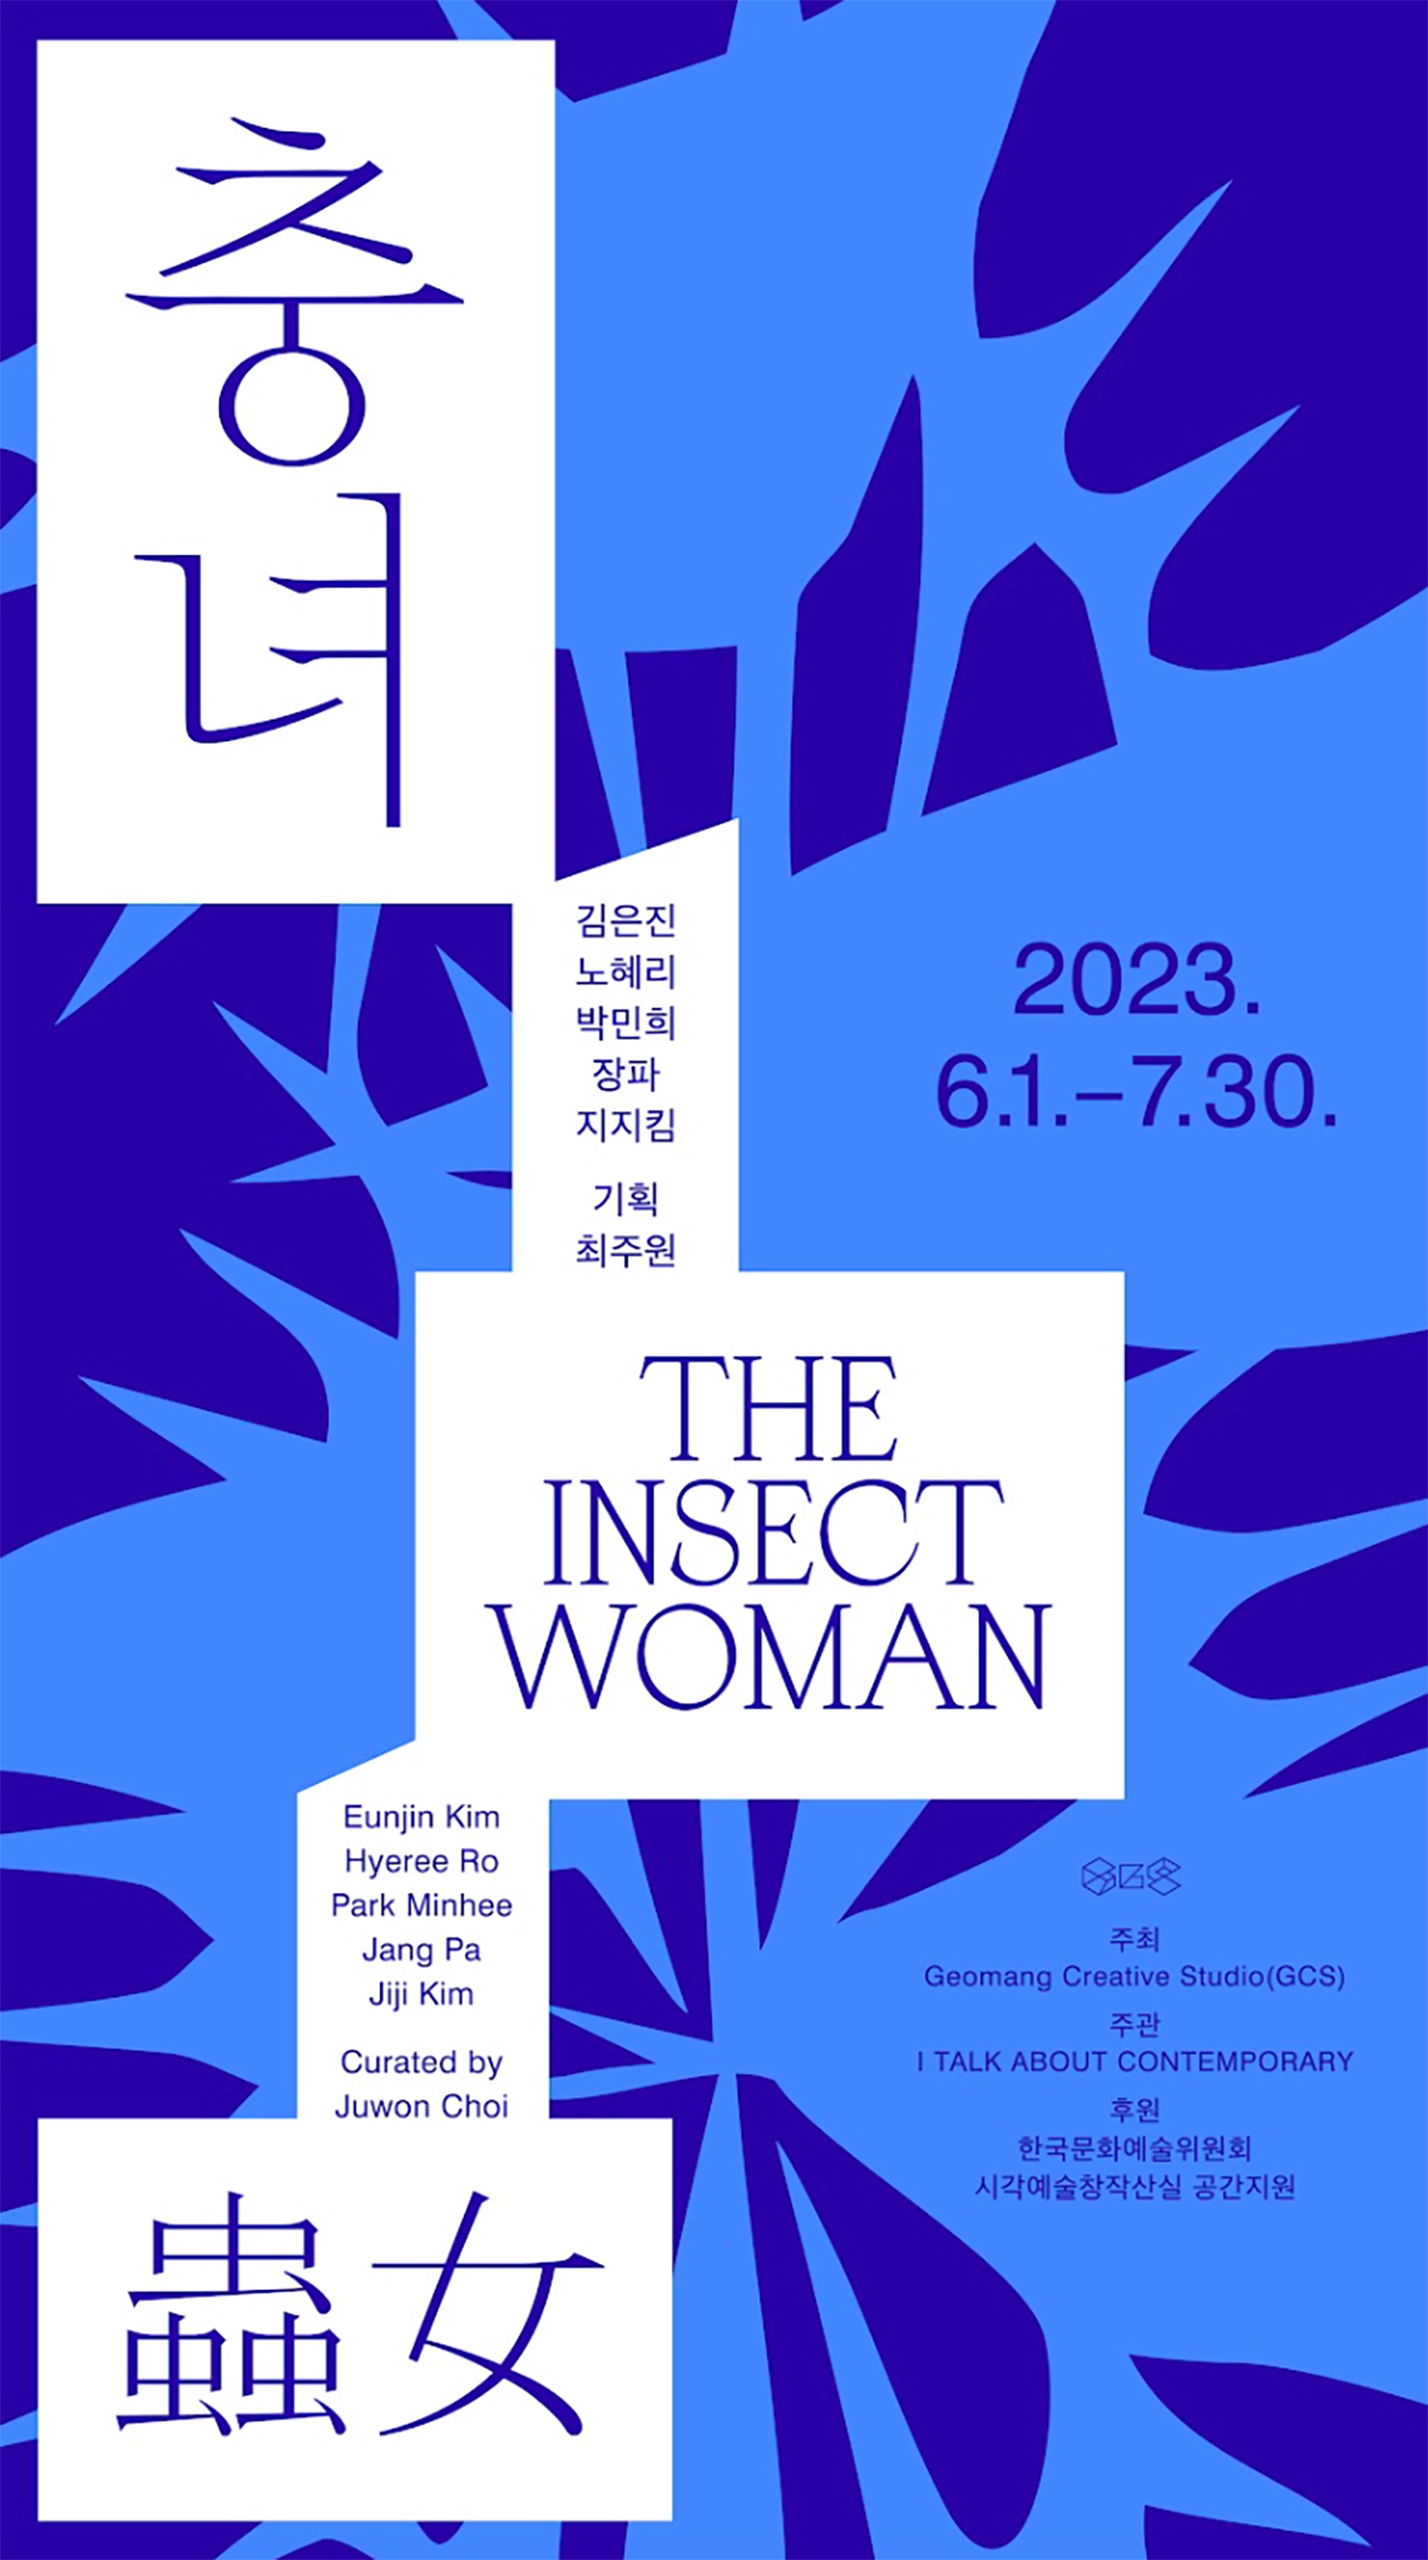 충
녀
김은진
노혜리
박민희
장파
지지킴
기획
최주원
2023.
6.1.–7.30.
THE
INSECT
WOMAN
Eunjin Kim
Hyeree Ro
Park Minhee
Jang Pa
Jiji Kim
Curated by
Juwon Choi
GCS
주최
Geomang Creative Studio(GCS)
주관
I TALK ABOUT CONTEMPORARY
후원
한국문화예술위원회
시각예술창작산실 공간지원
蟲女